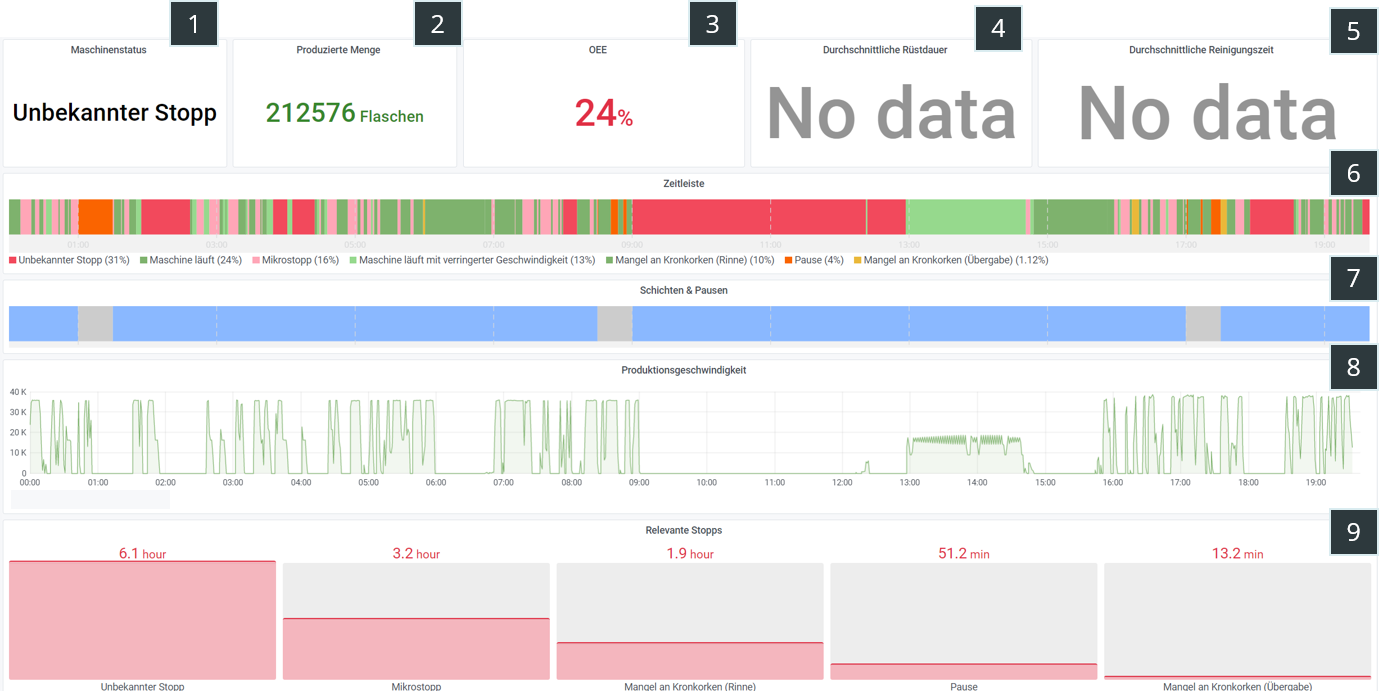 1
2
3
4
5
Maschinenstatus
Produzierte Menge
OEE
Durchschnittliche Rüstdauer
Durchschnittliche Reinigungszeit
Unbekannter Stopp
212576 Flaschen
24%
No data
No data
6
Zeitleiste
01:00 03:00 05:00 07:00 09:00 11:00 13:00 15:00 17:00 19:00
Unbekannter Stopp (31%) Maschine läuft (24%) Mikrostopp (16%) Maschine läuft mit verringerter Geschwindigkeit (13%) Mangel an Kronkorken (Rinne) (10%) Pause (4%) Mangel an Kronkorken (Übergabe) (1.12%)
7
Schichten & Pausen
8
Produktionsgeschwindigkeit
40 K
30 K
20 K
10 K
0
00:00 01:00 02:00 03:00 04:00 05:00 06:00 07:00 08:00 09:00 10:00 11:00 12:00 13:00 14:00 15:00 16:00 17:00 18:00 19:00
9
Relevante Stopps
6.1 hour
3.2 hour
1.9 hour
51.2 min
13.2 min
Unbekannter Stopp
Mikrostopp
Mangel an Kronkorken (Rinne)
Pause
Mangel an Kronkorken (Übergabe)